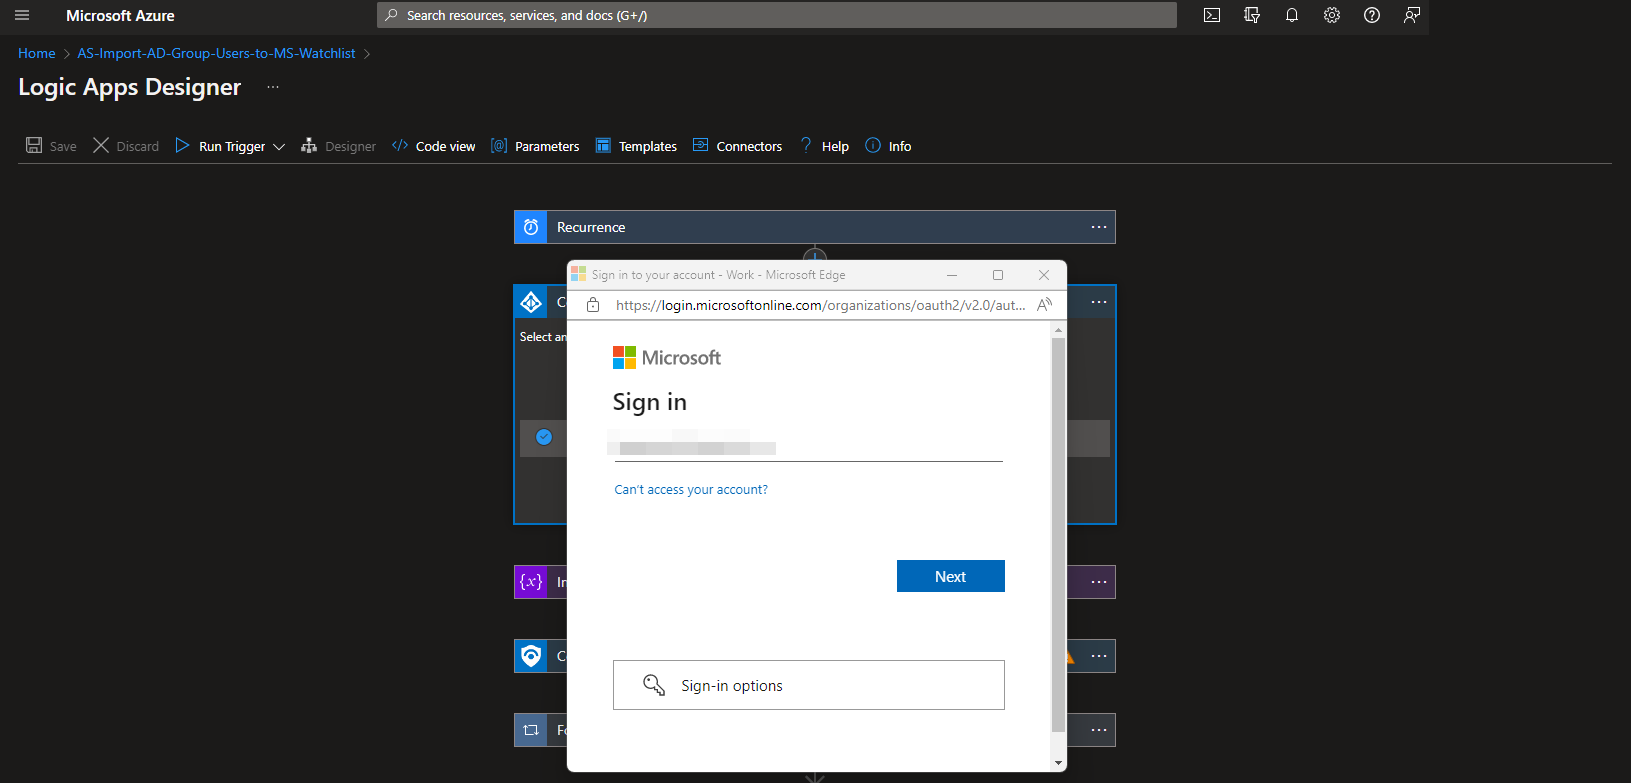 Microsoft Azure
Search resources, services, and docs (G+/)
Home > AS-Import-AD-Group-Users-to-MS-Watchlist >
Logic Apps Designer ...
Save Discard Run Trigger Designer Code view Parameters Templates Connectors Help Info
Recurrence
Sign in to your account - Work - Microsoft Edge
https://login.microsoftonline.com/organizations/oauth2/v2.0/aut...
Select an
Microsoft
Sign in
Can't access your account?
Next
{x} In
Sign-in options